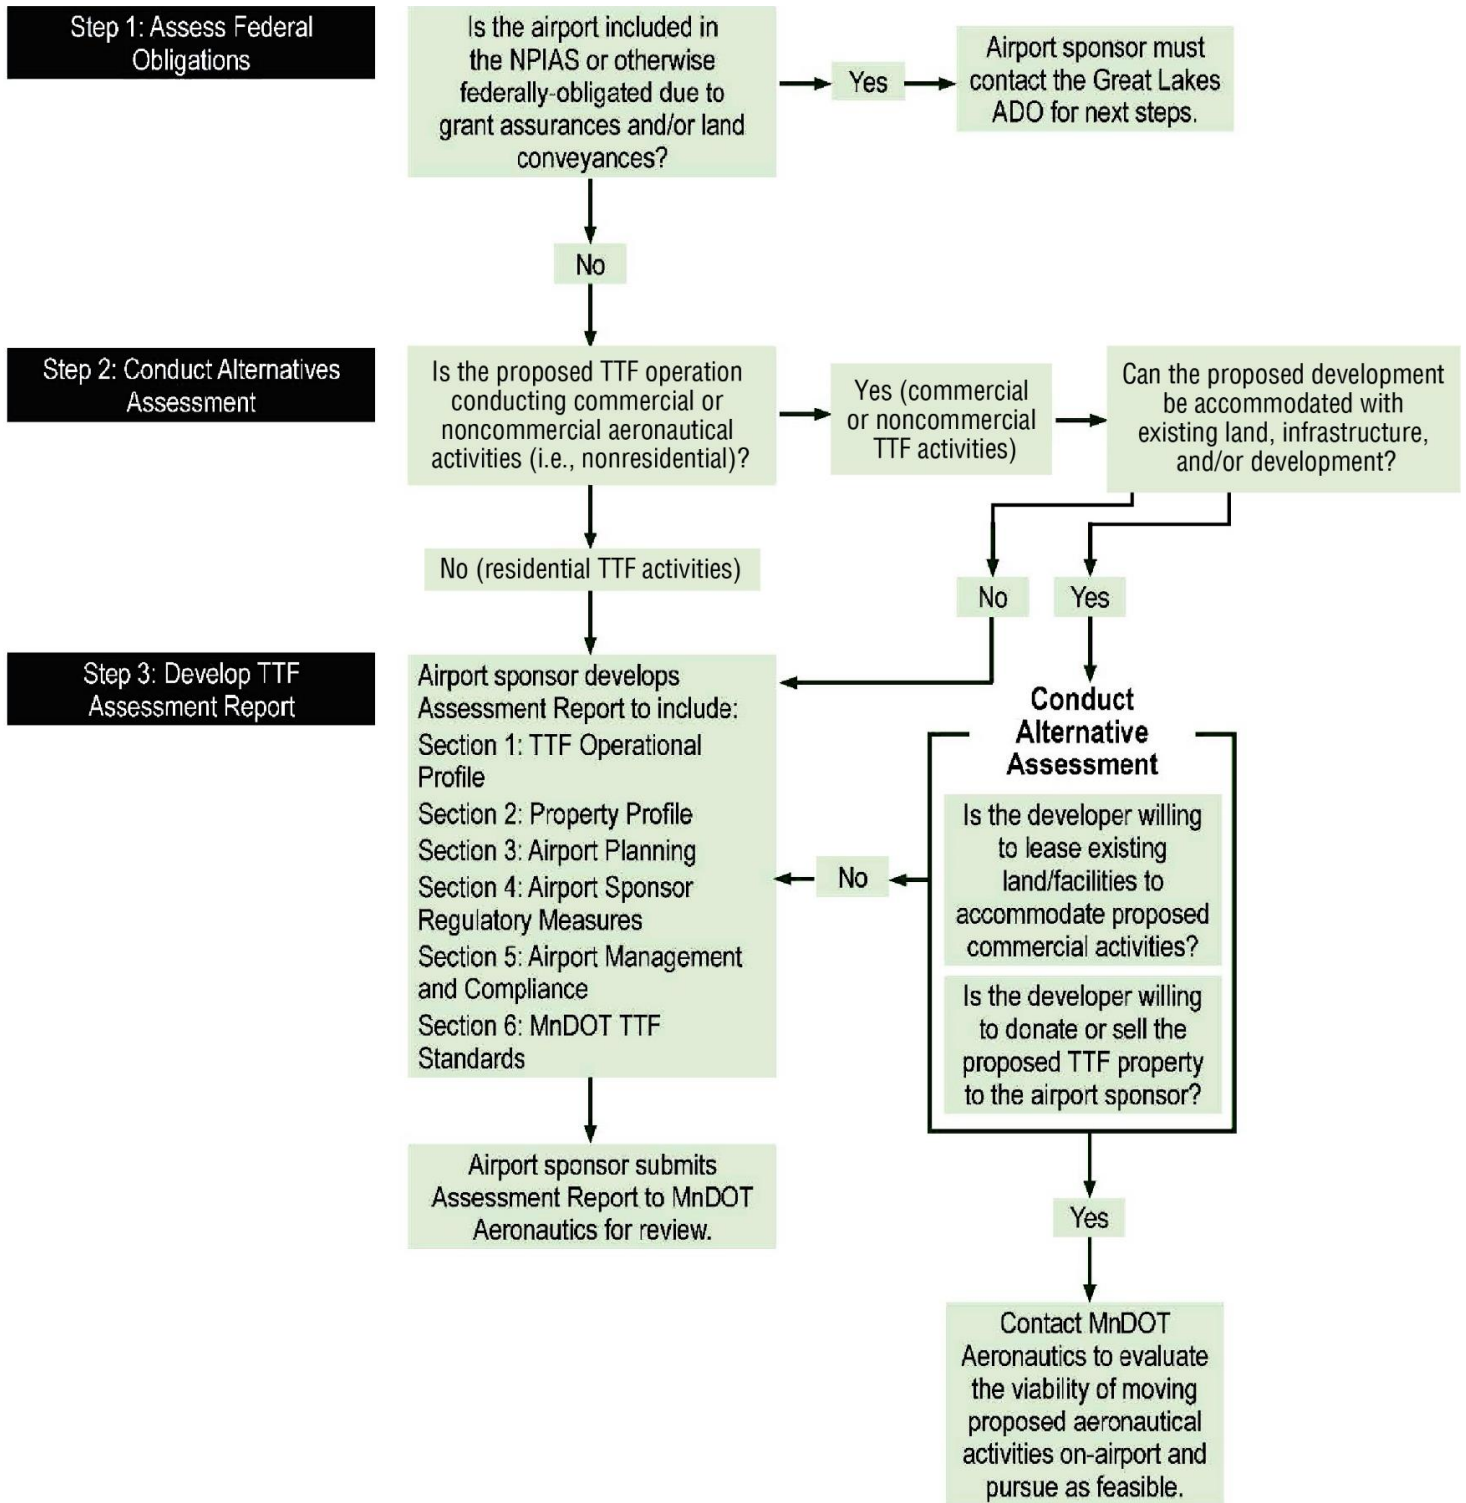 Step 1: Assess Federal
Obligations
Is the airport included in
the NPIAS or otherwise
federally-obligated due to
grant assurances and/or land
conveyances?
Yes
Airport sponsor must
contact the Great Lakes
ADO for next steps.
No
Step 2: Conduct Alternatives
Assessment
Is the proposed TTF operation
conducting commercial or
noncommercial aeronautical
activities (i.e., nonresidential)?
Yes (commercial
or noncommercial
TTF activities)
Can the proposed development
be accommodated with
existing land, infrastructure,
and/or development?
No (residential TTF activities)
No
Yes
Step 3: Develop TTF
Assessment Report
Airport sponsor develops
Assessment Report to include:
Section 1: TTF Operational
Profile
Section 2: Property Profile
Section 3: Airport Planning
Section 4: Airport Sponsor
Regulatory Measures
Section 5: Airport Management
and Compliance
Section 6: MnDOT TTF
Standards
No
Conduct
Alternative
Assessment
Is the developer willing
to lease existing
land/facilities to
accommodate proposed
commercial activities?
Is the developer willing
to donate or sell the
proposed TTF property
to the airport sponsor?
Airport sponsor submits
Assessment Report to MnDOT
Aeronautics for review.
Yes
Contact MnDOT
Aeronautics to evaluate
the viability of moving
proposed aeronautical
activities on-airport and
pursue as feasible.